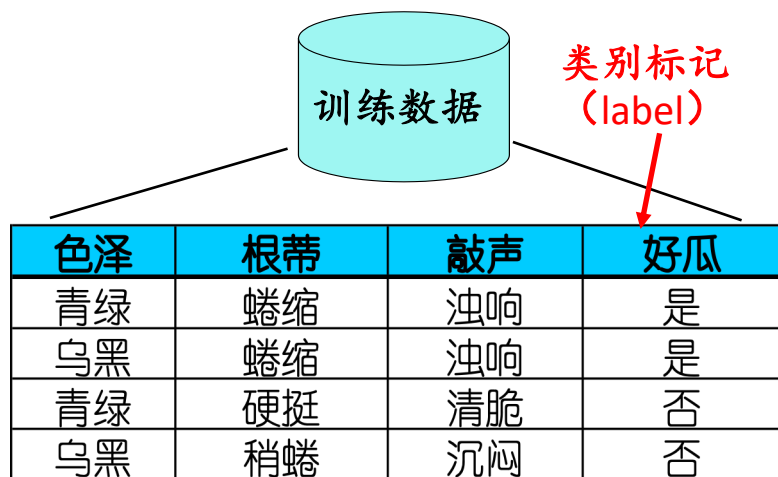 训练数据
类别标记
（label）
色泽 根蒂 敲声 好瓜
青绿 蜷缩 浊响 是
乌黑 蜷缩 浊响 是
青绿 硬挺 清脆 否
乌黑 稍蜷 沉闷 否